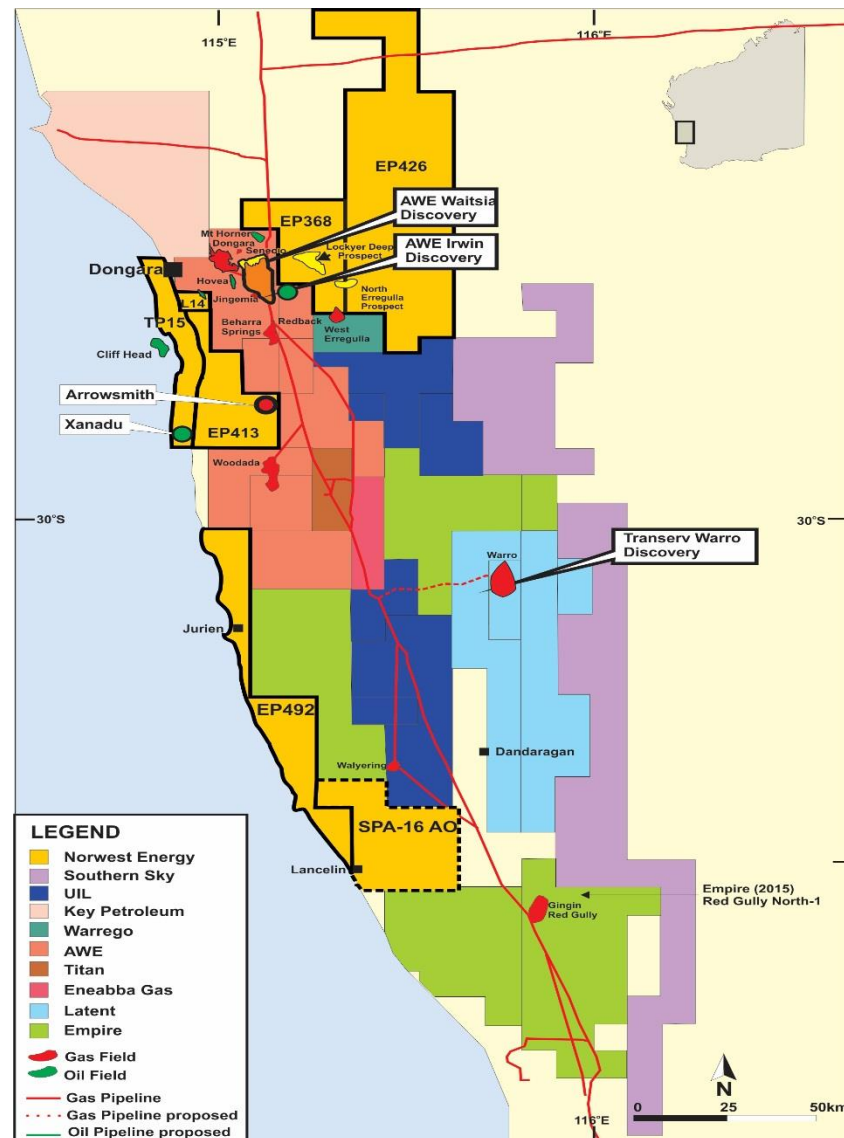 115°E
116°E
EP426
AWE Waitsia
Discovery
EP368
Mt Horner
Dongara
Senecio
Lockyer Deep
Prospect
AWE Irwin
Discovery
Dongara
Hovea
Jingemia
North
Erregulla
Prospect
L14
TP15
Beharra
Springs
Redback
West
Erregulla
Cliff Head
Arrowsmith
Xanadu
EP413
Woodada
30°S
30°S
Transerv Warro
Discovery
Warro
Jurien
EP492
Dandaragan
Walyering
SPA-16 AO
Lancelin
Empire (2015)
Red Gully North-1
Gingin
Red Gully
LEGEND
Norwest Energy
Southern Sky
UIL
Key Petroleum
Warrego
AWE
Titan
Eneabba Gas
Latent
Empire
Gas Field
Oil Field
Gas Pipeline
Gas Pipeline proposed
Oil Pipeline proposed
N
0 25 50km
116°E